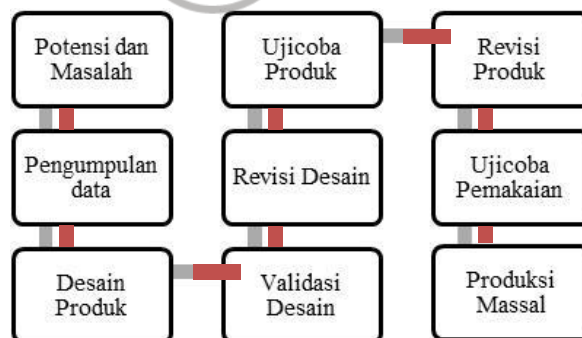 Potensi dan
Masalah
Pengumpulan
data
Desain
Produk
Validasi
Desain
Revisi Desain
Ujicoba
Produk
Revisi
Produk
Ujicoba
Pemakaian
Produksi
Massal